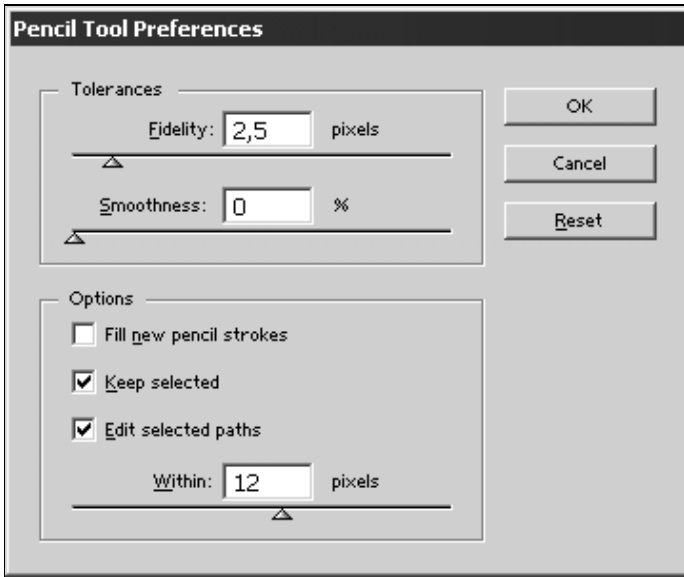 Pencil Tool Preferences
Tolerances
Fidelity: 2,5 pixels
Smoothness: 0 %
OK
Cancel
Reset
Options
Fill new pencil strokes
Keep selected
Edit selected paths
Within: 12 pixels